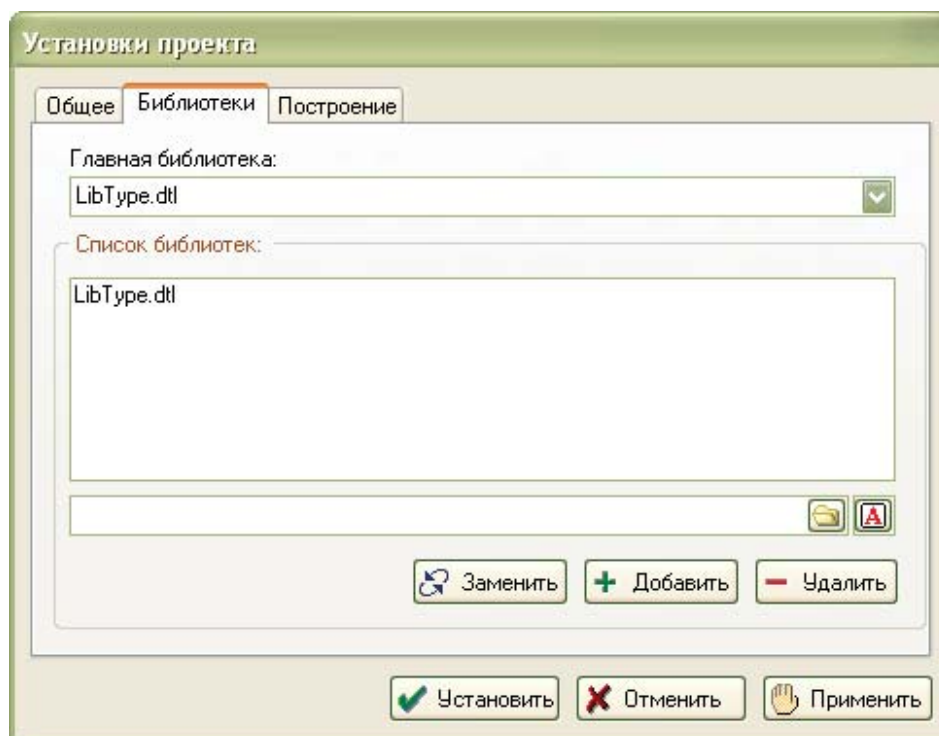 Установки проекта
Общее Библиотеки Построение
Главная библиотека:
LibType.dtl
Список библиотек:
LibType.dtl
A
Заменить Добавить Удалить
Установить Отменить Применить